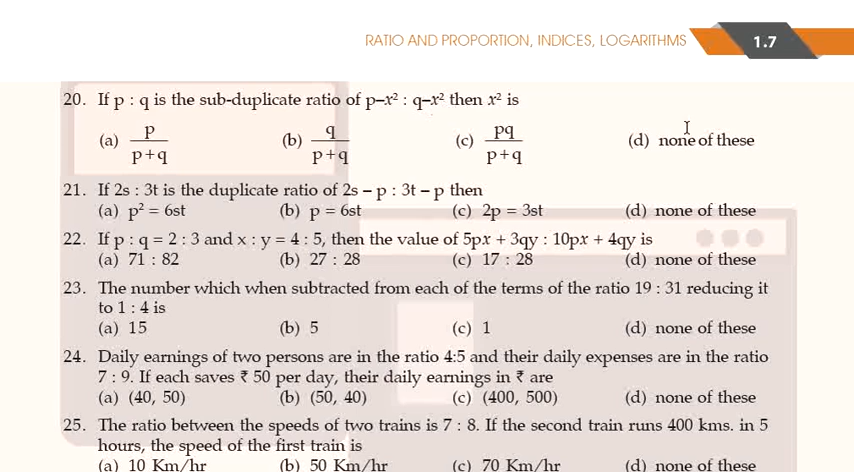 RATIO AND PROPORTION, INDICES, LOGARITHMS 1.7
20. If p : q is the sub-duplicate ratio of p–x² : q–x² then x² is
(a) p/(p+q) (b) q/(p+q) (c) pq/(p+q) (d) none of these
21. If 2s : 3t is the duplicate ratio of 2s – p : 3t – p then
(a) p² = 6st (b) p = 6st (c) 2p = 3st (d) none of these
22. If p : q = 2 : 3 and x : y = 4 : 5, then the value of 5px + 3qy : 10px + 4qy is
(a) 71 : 82 (b) 27 : 28 (c) 17 : 28 (d) none of these
23. The number which when subtracted from each of the terms of the ratio 19 : 31 reducing it
to 1 : 4 is
(a) 15 (b) 5 (c) 1 (d) none of these
24. Daily earnings of two persons are in the ratio 4:5 and their daily expenses are in the ratio
7 : 9. If each saves ₹ 50 per day, their daily earnings in ₹ are
(a) (40, 50) (b) (50, 40) (c) (400, 500) (d) none of these
25. The ratio between the speeds of two trains is 7 : 8. If the second train runs 400 kms. in 5
hours, the speed of the first train is
(a) 10 Km/hr (b) 50 Km/hr (c) 70 Km/hr (d) none of these